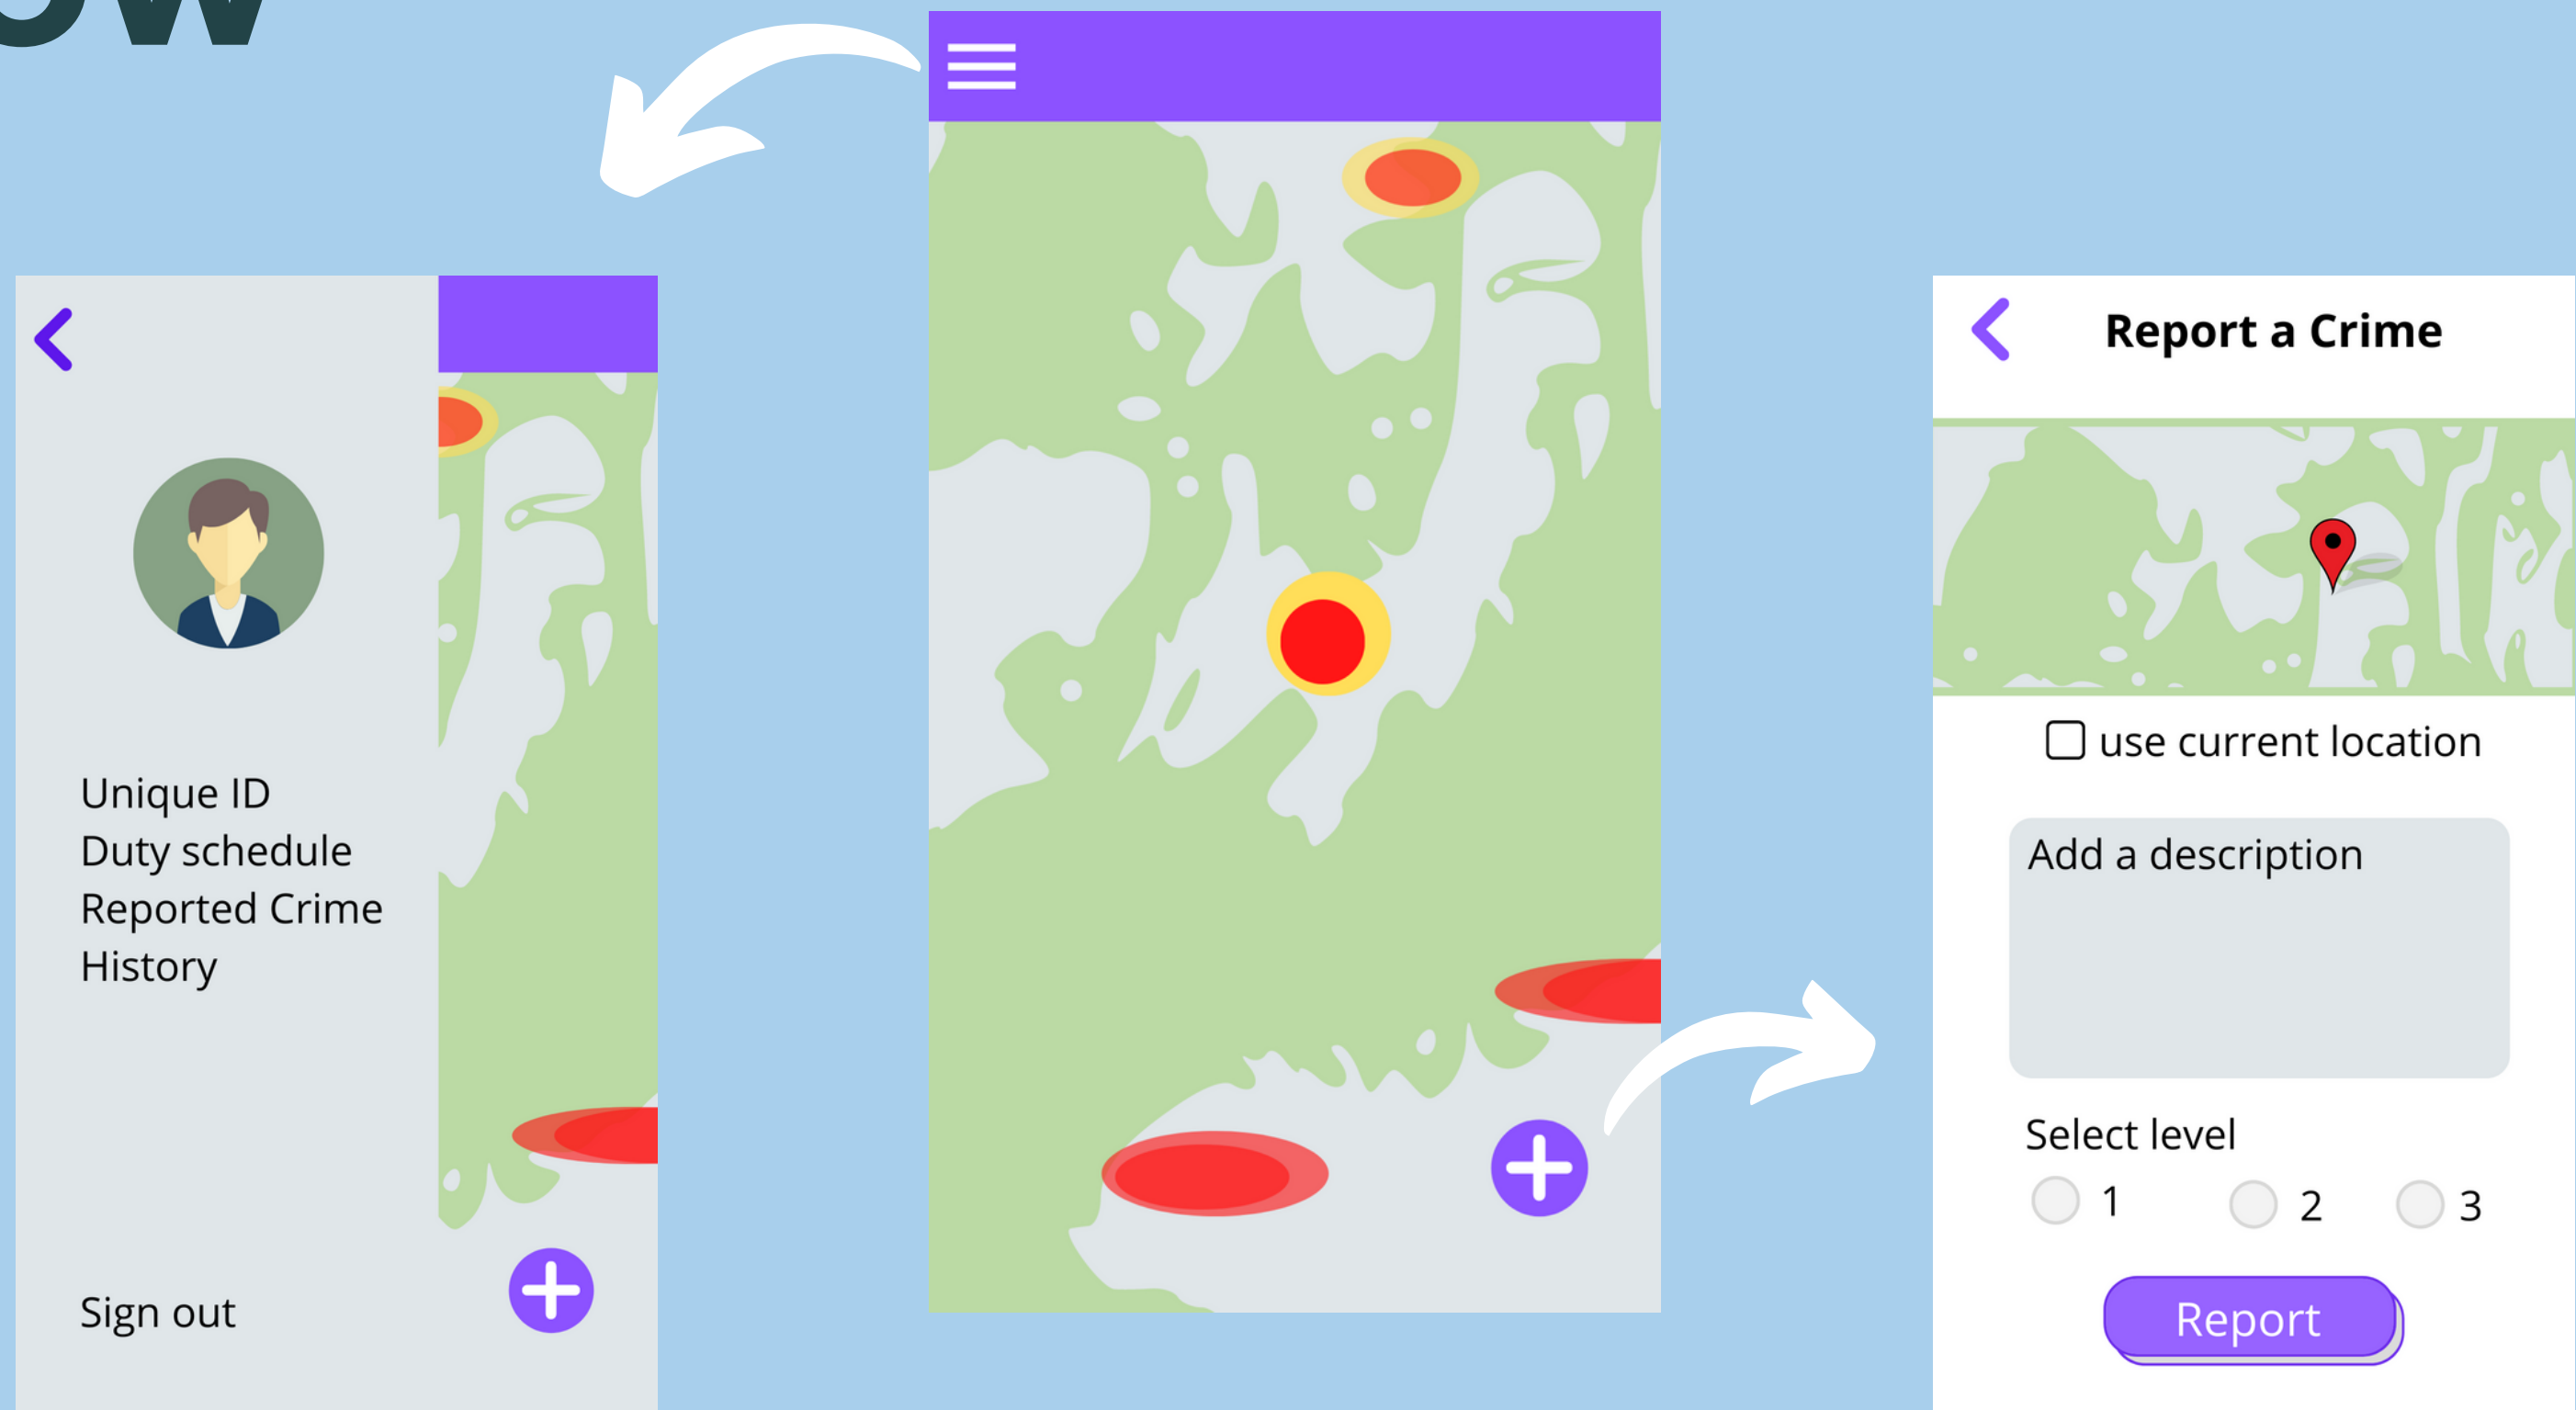 Unique ID
Duty schedule
Reported Crime
History
Sign out
Report a Crime
use current location
Add a description
Select level
1 2 3
Report